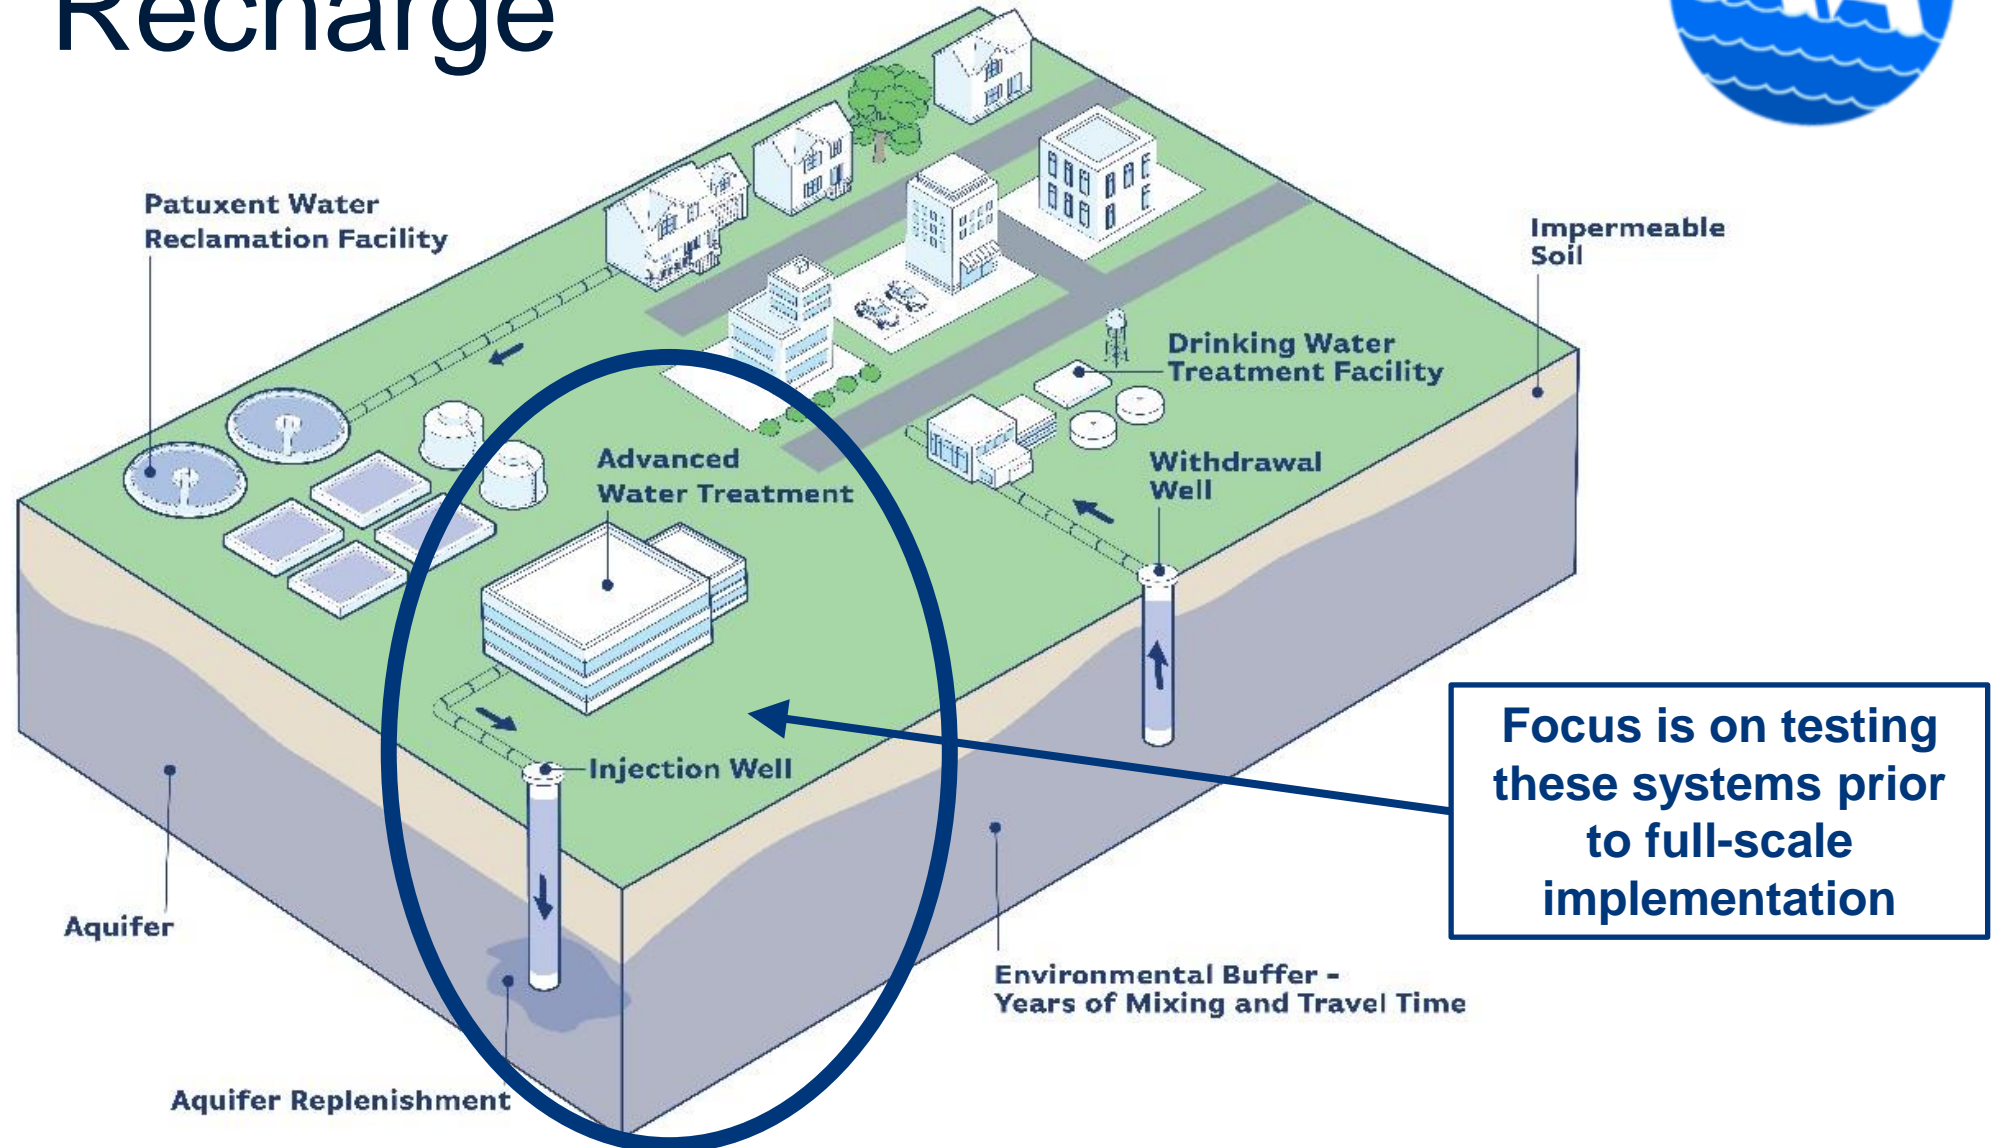 Recharge
Patuxent Water
Reclamation Facility
Impermeable
Soil
Drinking Water
Treatment Facility
Advanced
Water Treatment
Withdrawal
Well
Injection Well
Focus is on testing
these systems prior
to full-scale
implementation
Aquifer
Environmental Buffer –
Years of Mixing and Travel Time
Aquifer Replenishment